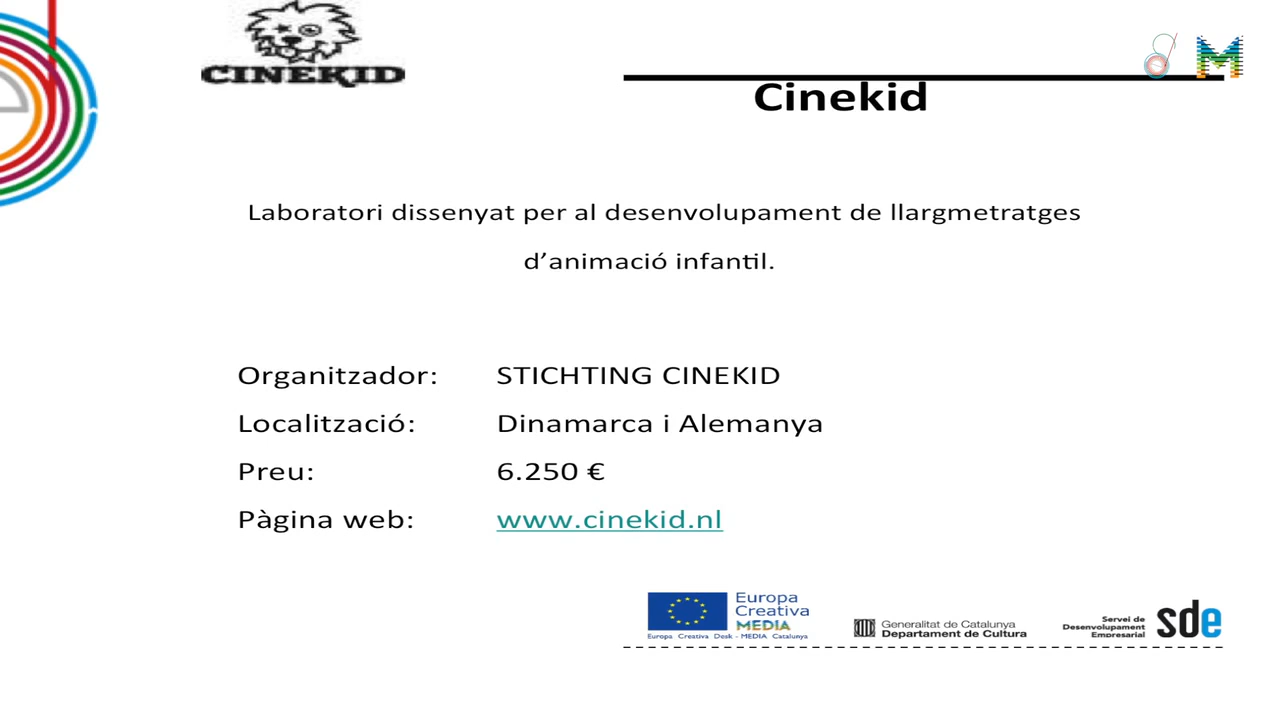 CINEKID
Cinekid
Laboratori dissenyat per al desenvolupament de llargmetratges
d’animació infantil.
Organitzador: STICHTING CINEKID
Localització: Dinamarca i Alemanya
Preu: 6.250 €
Pàgina web: www.cinekid.nl
Europa
Creativa
MEDIA
Europa Creativa Desk - MEDIA Catalunya
Generalitat de Catalunya
Departament de Cultura
Servei de
Desenvolupament
Empresarial
sde